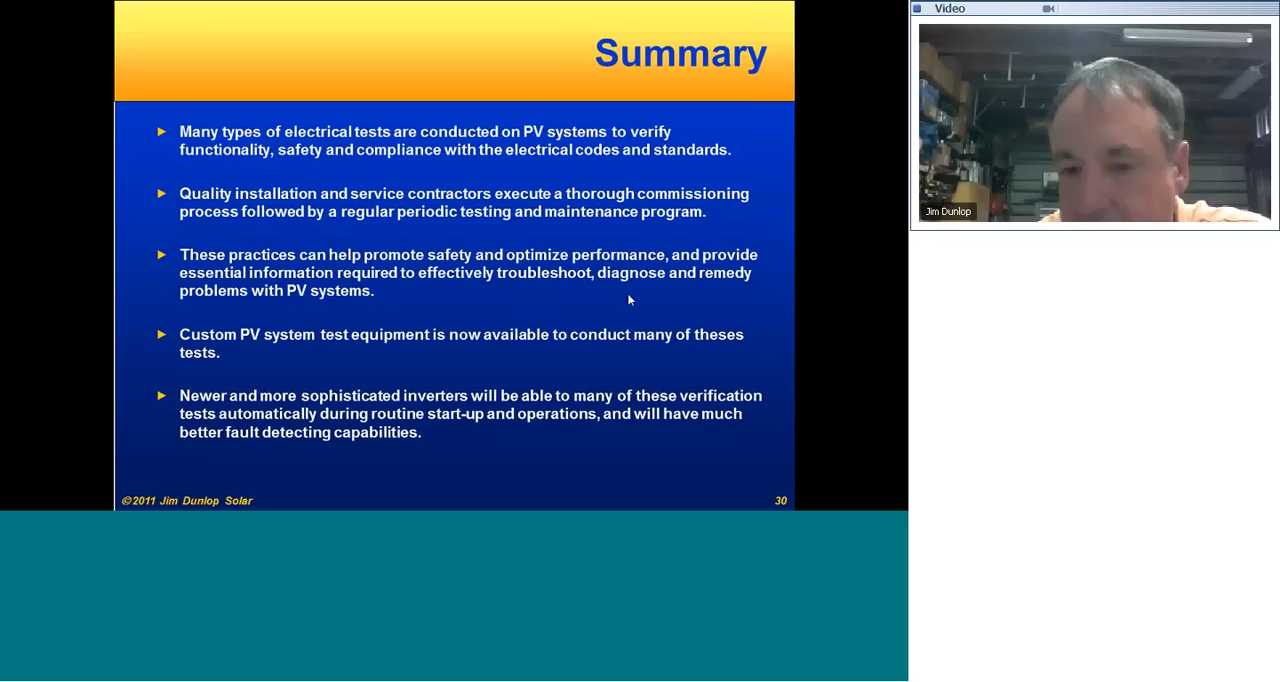 Summary
Many types of electrical tests are conducted on PV systems to verify
functionality, safety and compliance with the electrical codes and standards.
Quality installation and service contractors execute a thorough commissioning
process followed by a regular periodic testing and maintenance program.
These practices can help promote safety and optimize performance, and provide
essential information required to effectively troubleshoot, diagnose and remedy
problems with PV systems.
Custom PV system test equipment is now available to conduct many of theses
tests.
Newer and more sophisticated inverters will be able to many of these verification
tests automatically during routine start-up and operations, and will have much
better fault detecting capabilities.
©2011 Jim Dunlop Solar
30
Video
Jim Dunlop